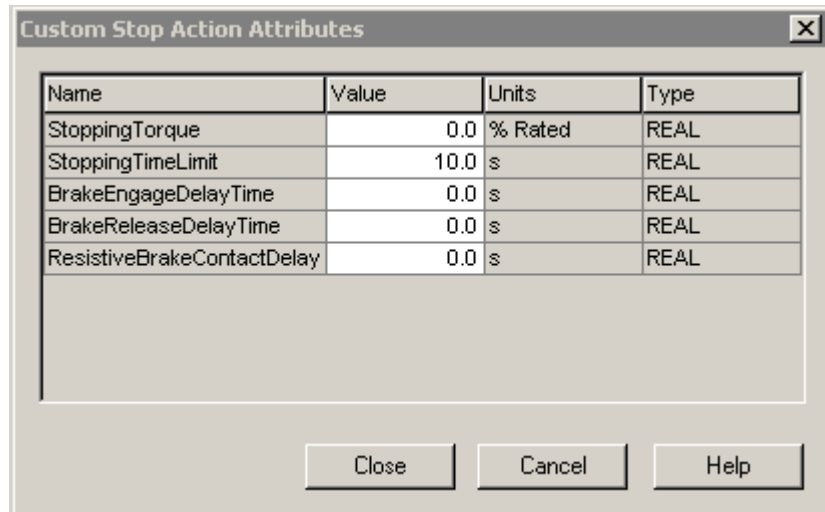 Custom Stop Action Attributes
Name Value Units Type
StoppingTorque 0.0 % Rated REAL
StoppingTimeLimit 10.0 s REAL
BrakeEngageDelayTime 0.0 s REAL
BrakeReleaseDelayTime 0.0 s REAL
ResistiveBrakeContactDelay 0.0 s REAL
Close Cancel Help